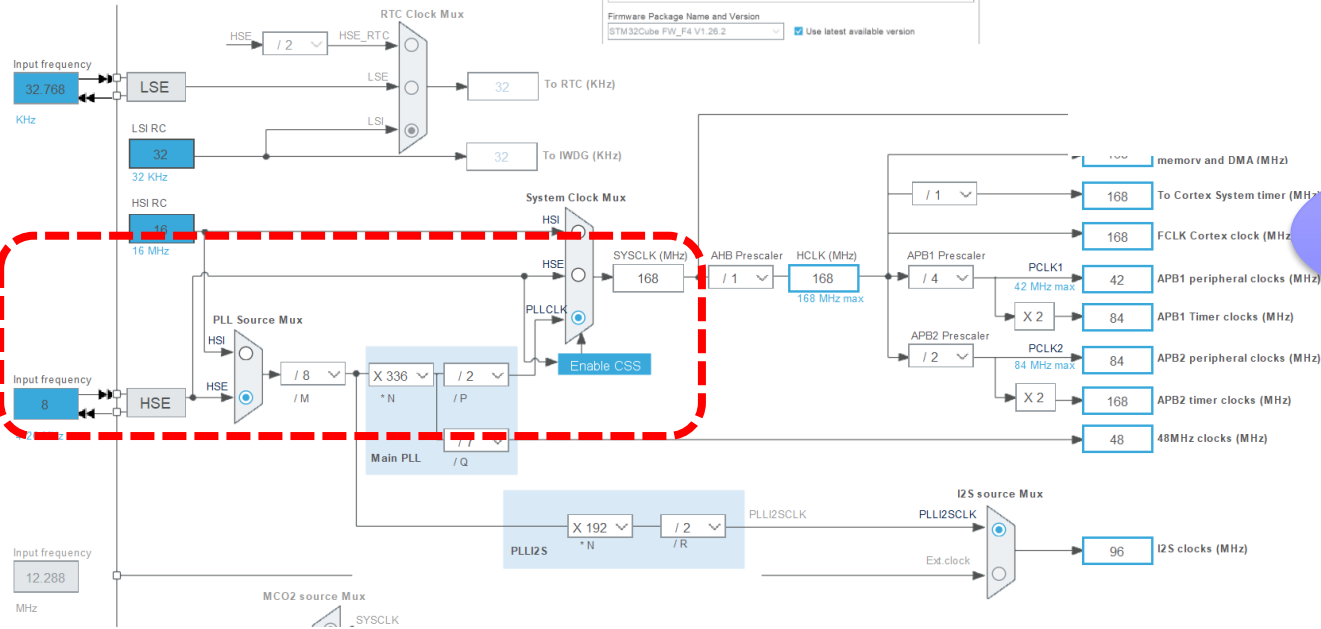 RTC Clock Mux
Firmware Package Name and Version
STM32Cube FW_F4 V1.26.2
Use latest available version
HSE
/ 2
HSE_RTC
Input frequency
32.768
KHz
LSE
LSE
32
To RTC (KHz)
LSI RC
LSI
32
32 KHz
32
To IWDG (KHz)
memory and DMA (MHz)
HSI RC
System Clock Mux
/ 1
168
To Cortex System timer (MHz
16
16 MHz
HSI
168
FCLK Cortex clock (MHz
HSE
SYSCLK (MHz)
168
AHB Prescaler
/ 1
HCLK (MHz)
168
168 MHz max
APB1 Prescaler
/ 4
PCLK1
42 MHz max
42
APB1 peripheral clocks (MHz)
PLLCLK
X 2
84
APB1 Timer clocks (MHz)
PLL Source Mux
HSI
APB2 Prescaler
/ 2
PCLK2
84 MHz max
84
APB2 peripheral clocks (MHz)
Enable CSS
Input frequency
8
HSE
HSE
/ 8
/ M
X 336
* N
/ 2
/ P
X 2
168
APB2 timer clocks (MHz)
/ 7
/ Q
Main PLL
48
48MHz clocks (MHz)
I2S source Mux
X 192
* N
/ 2
/ R
PLLI2S
PLLI2SCLK
PLLI2SCLK
96
I2S clocks (MHz)
Ext.clock
Input frequency
12.288
MHz
MCO2 source Mux
SYSCLK